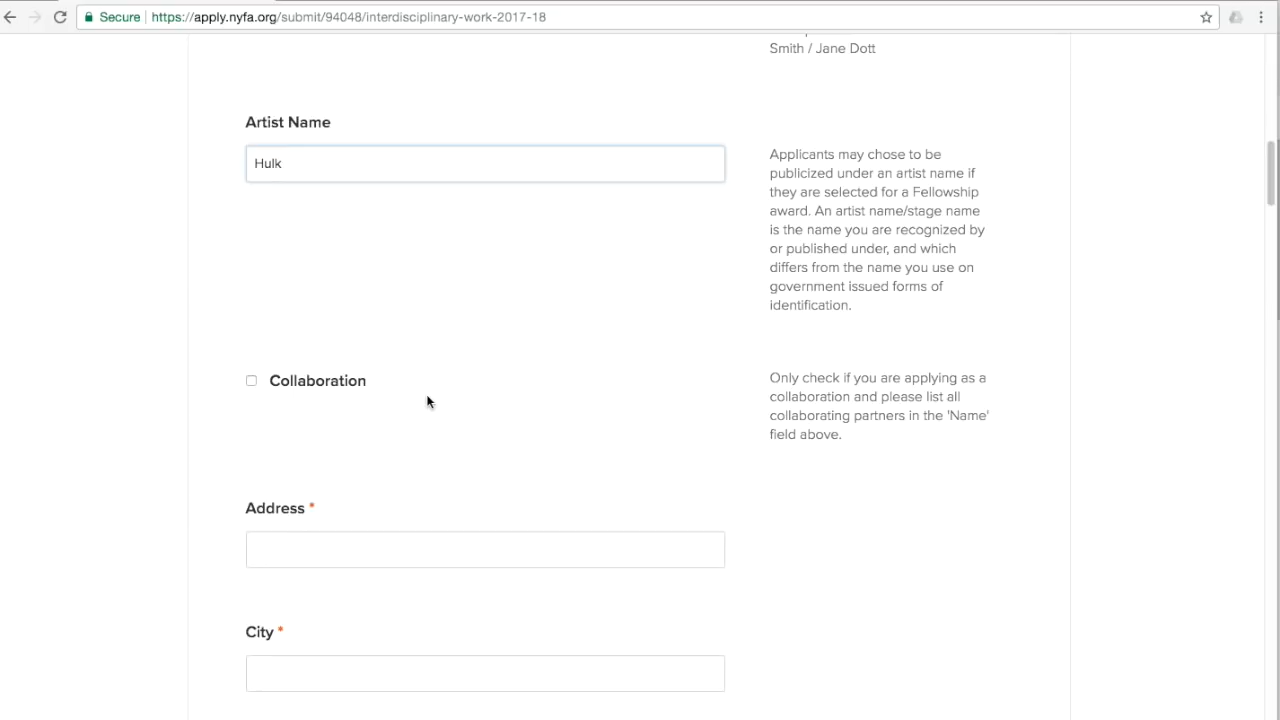 Secure https://apply.nyfa.org/submit/94048/interdisciplinary-work-2017-18
Smith / Jane Dott
Artist Name
Hulk
Applicants may chose to be
publicized under an artist name if
they are selected for a Fellowship
award. An artist name/stage name
is the name you are recognized by
or published under, and which
differs from the name you use on
government issued forms of
identification.
Collaboration
Only check if you are applying as a
collaboration and please list all
collaborating partners in the 'Name'
field above.
Address *
City *